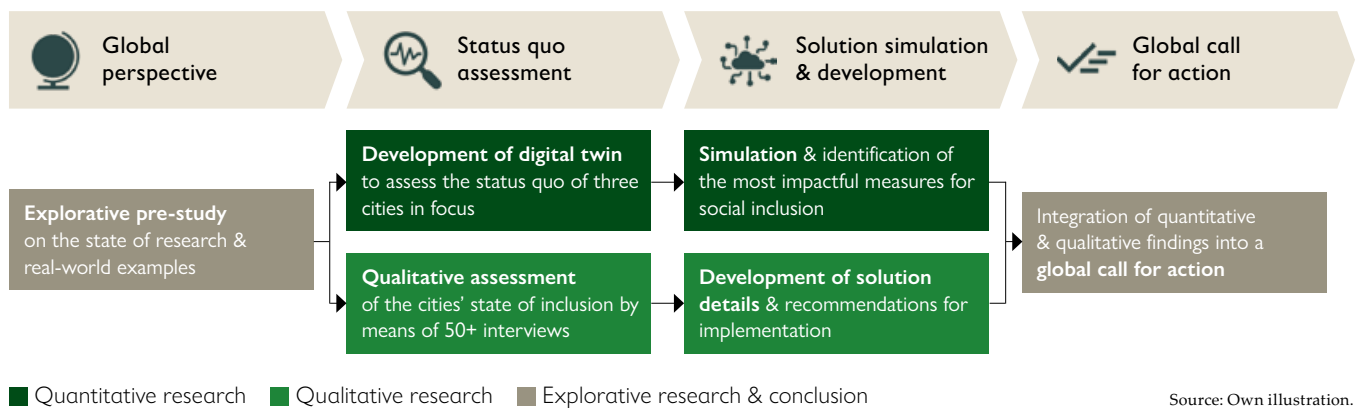 Global
perspective
Status quo
assessment
Solution simulation
& development
Global call
for action
Explorative pre-study
on the state of research &
real-world examples
Development of digital twin
to assess the status quo of three
cities in focus
Simulation & identification of
the most impactful measures for
social inclusion
Qualitative assessment
of the cities’ state of inclusion by
means of 50+ interviews
Development of solution
details & recommendations for
implementation
Integration of quantitative
& qualitative findings into a
global call for action
Quantitative research
Qualitative research
Explorative research & conclusion
Source: Own illustration.